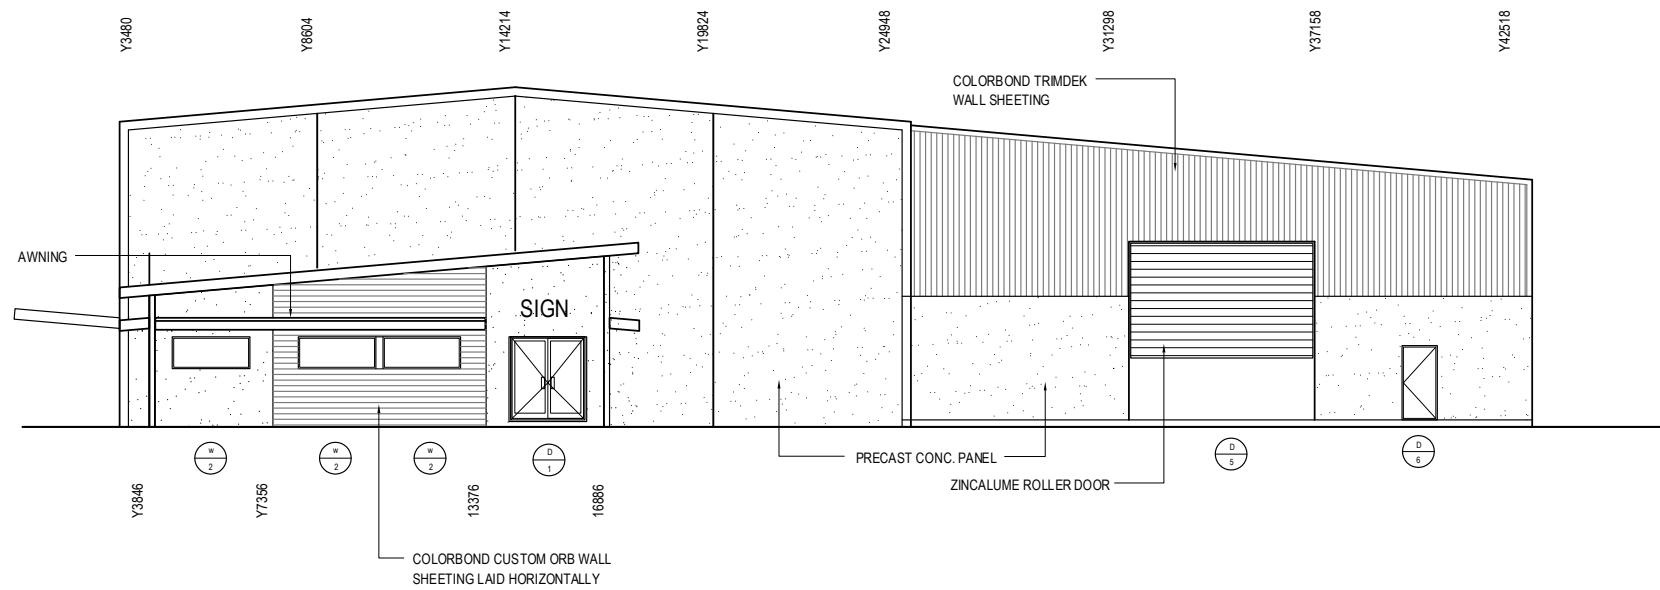 Y3480
Y8604
Y14214
Y19824
Y24948
Y31298
Y37158
Y42518
COLORBOND TRIMDEK
WALL SHEETING
AWNING
SIGN
W
2
W
2
W
2
D
1
D
5
D
6
PRECAST CONC. PANEL
ZINCALUME ROLLER DOOR
Y3846
Y7356
13376
16886
COLORBOND CUSTOM ORB WALL
SHEETING LAID HORIZONTALLY